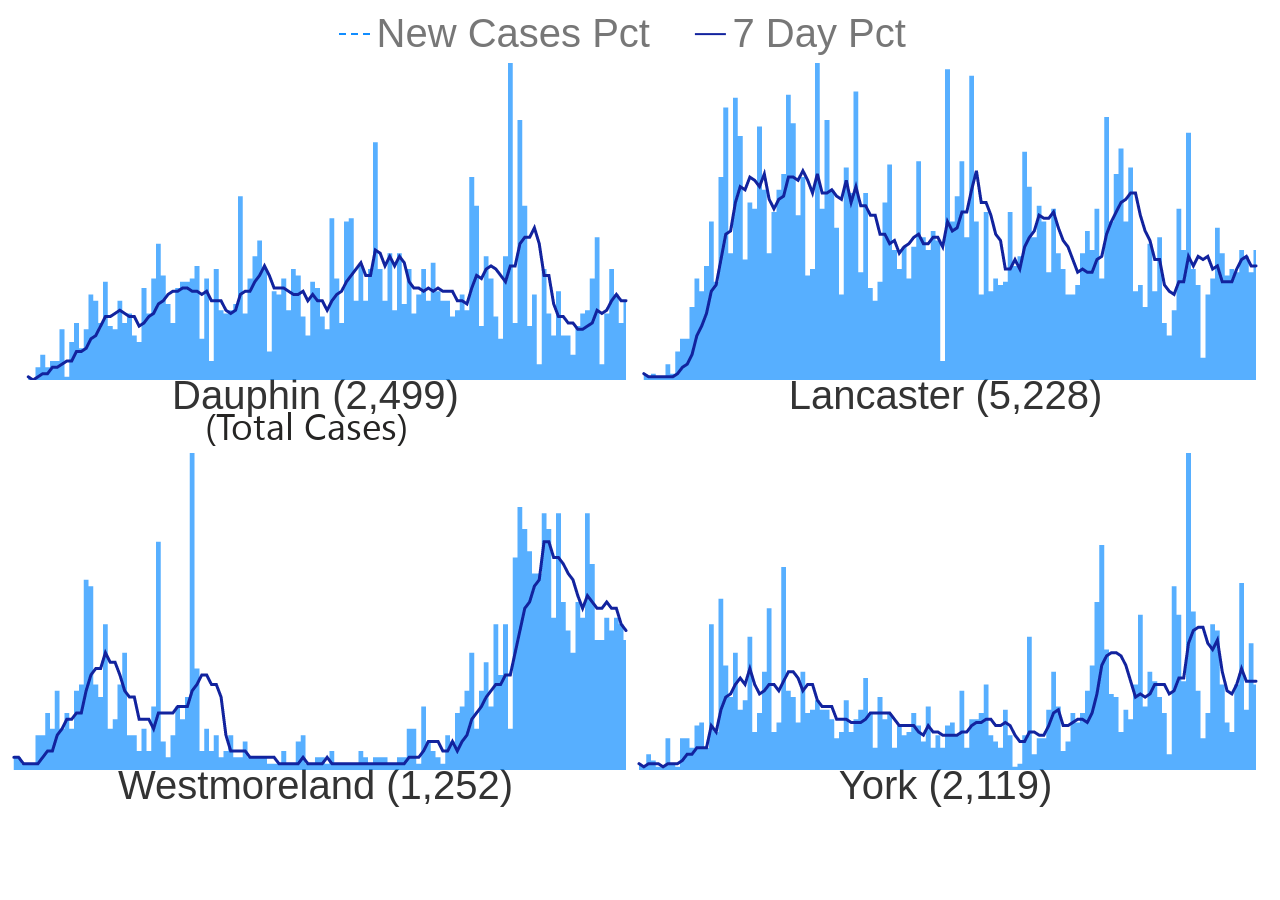 New Cases Pct 7 Day Pct
Dauphin (2,499)
(Total Cases)
Lancaster (5,228)
Westmoreland (1,252)
York (2,119)